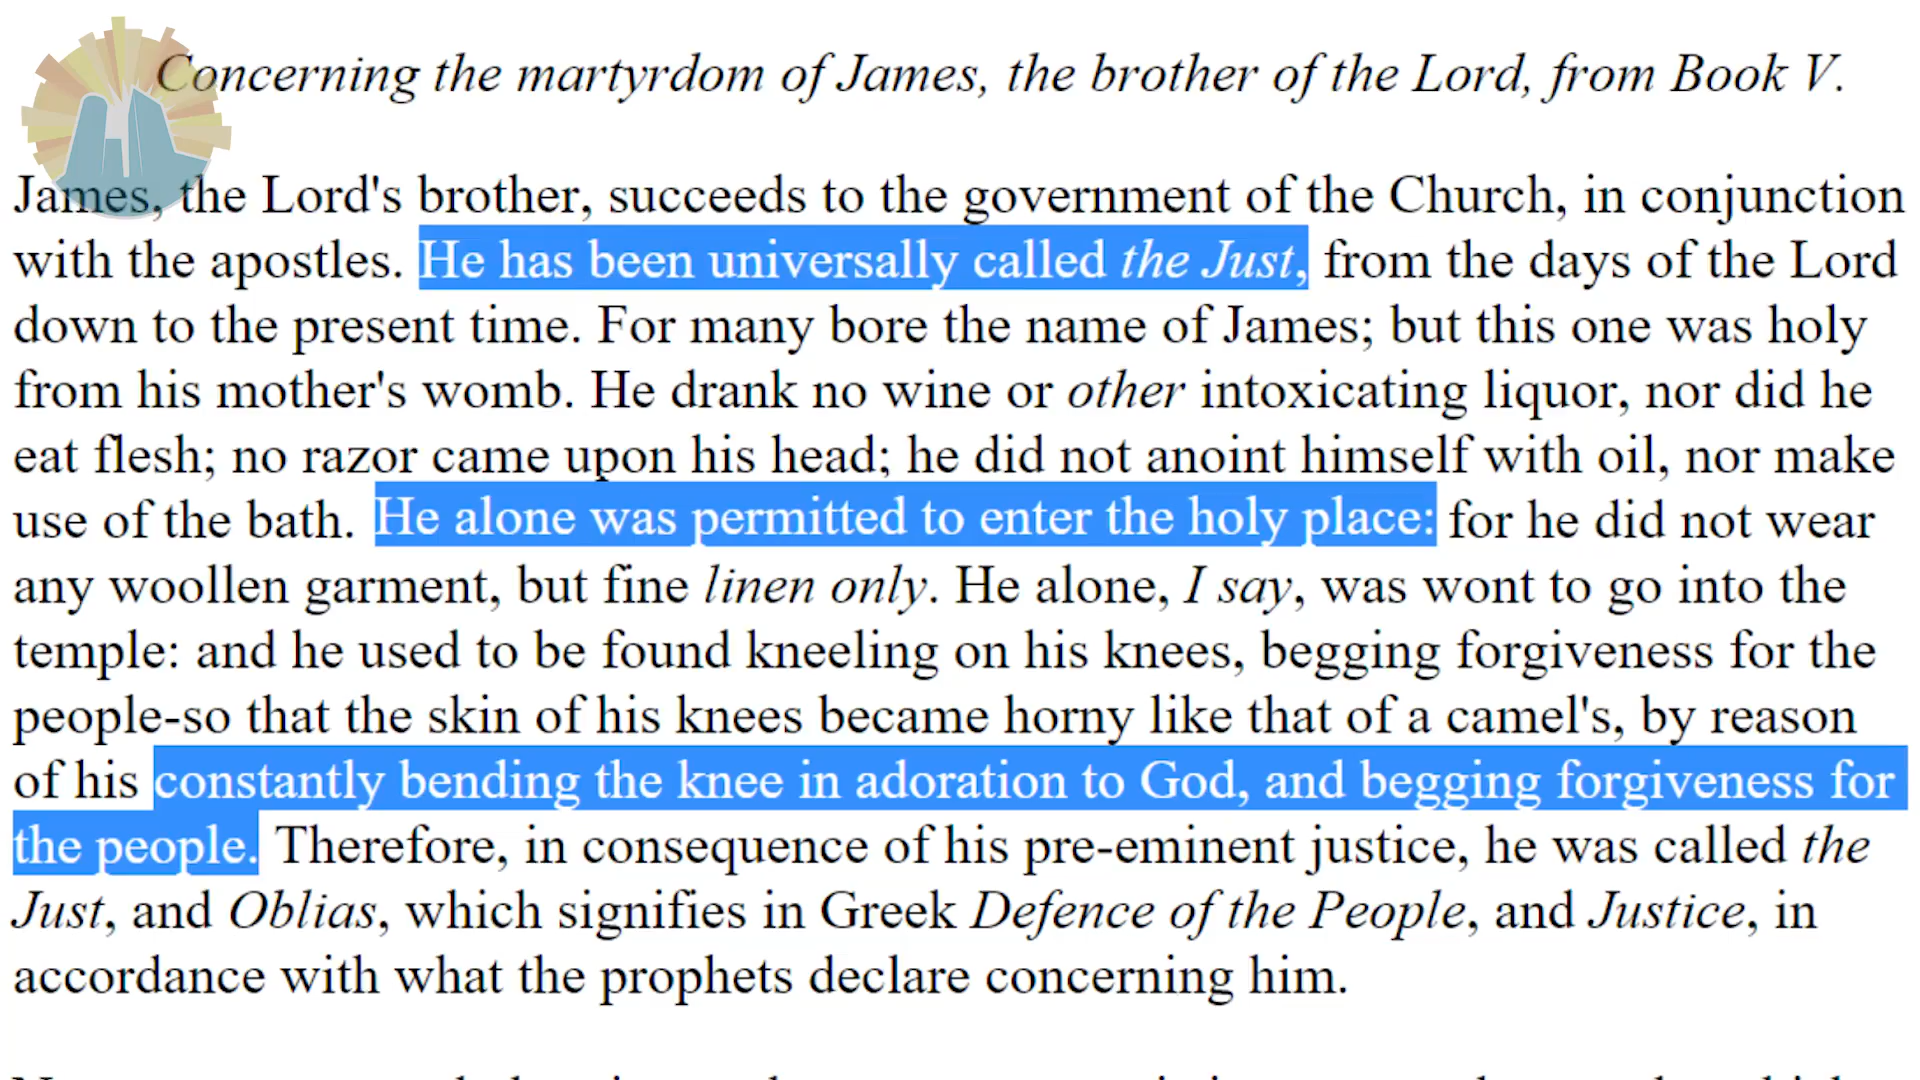 Concerning the martyrdom of James, the brother of the Lord, from Book V.
James, the Lord's brother, succeeds to the government of the Church, in conjunction
with the apostles. He has been universally called the Just, from the days of the Lord
down to the present time. For many bore the name of James; but this one was holy
from his mother's womb. He drank no wine or other intoxicating liquor, nor did he
eat flesh; no razor came upon his head; he did not anoint himself with oil, nor make
use of the bath. He alone was permitted to enter the holy place: for he did not wear
any woollen garment, but fine linen only. He alone, I say, was wont to go into the
temple: and he used to be found kneeling on his knees, begging forgiveness for the
people-so that the skin of his knees became horny like that of a camel's, by reason
of his constantly bending the knee in adoration to God, and begging forgiveness for
the people. Therefore, in consequence of his pre-eminent justice, he was called the
Just, and Oblias, which signifies in Greek Defence of the People, and Justice, in
accordance with what the prophets declare concerning him.